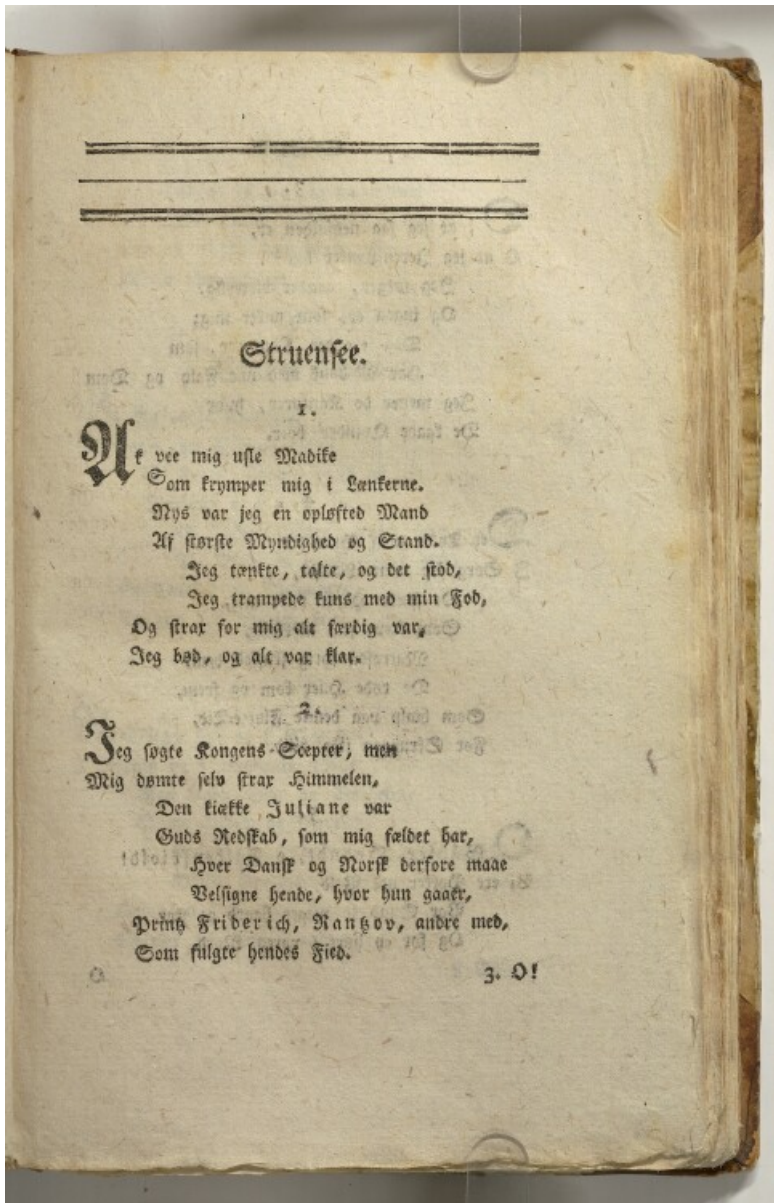 Struensee.
1.
Ak vee mig usle Madike
Som krymper mig i Lænkerne.
Nys var jeg en opløfted Mand
Af største Myndighed og Stand.
Jeg tænkte, talte, og det stod,
Jeg trampede kuns med min Fod,
Og strax for mig alt færdig var,
Jeg bød, og alt var klar.
2.
Jeg søgte Kongens Scepter, men
Mig dømte selv strax Himmelen,
Den kiække Juliane var
Guds Redskab, som mig fældet har,
Hver Dansk og Norsk derfore maae
Velsigne hende, hvor hun gaaer,
Printz Friderich, Rantzov, andre med,
Som fulgte hendes Fied.
3. O!